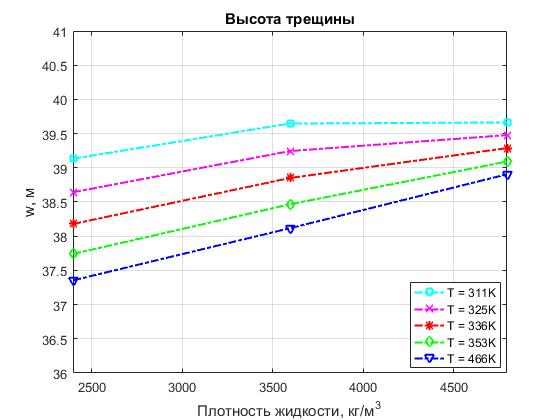 Высота трещины
41
40.5
40
39.5
39
38.5
38
37.5
37
36.5
36
w, м
2500
3000
3500
4000
4500
Плотность жидкости, кг/м³
T = 311K
T = 325K
T = 336K
T = 353K
T = 466K